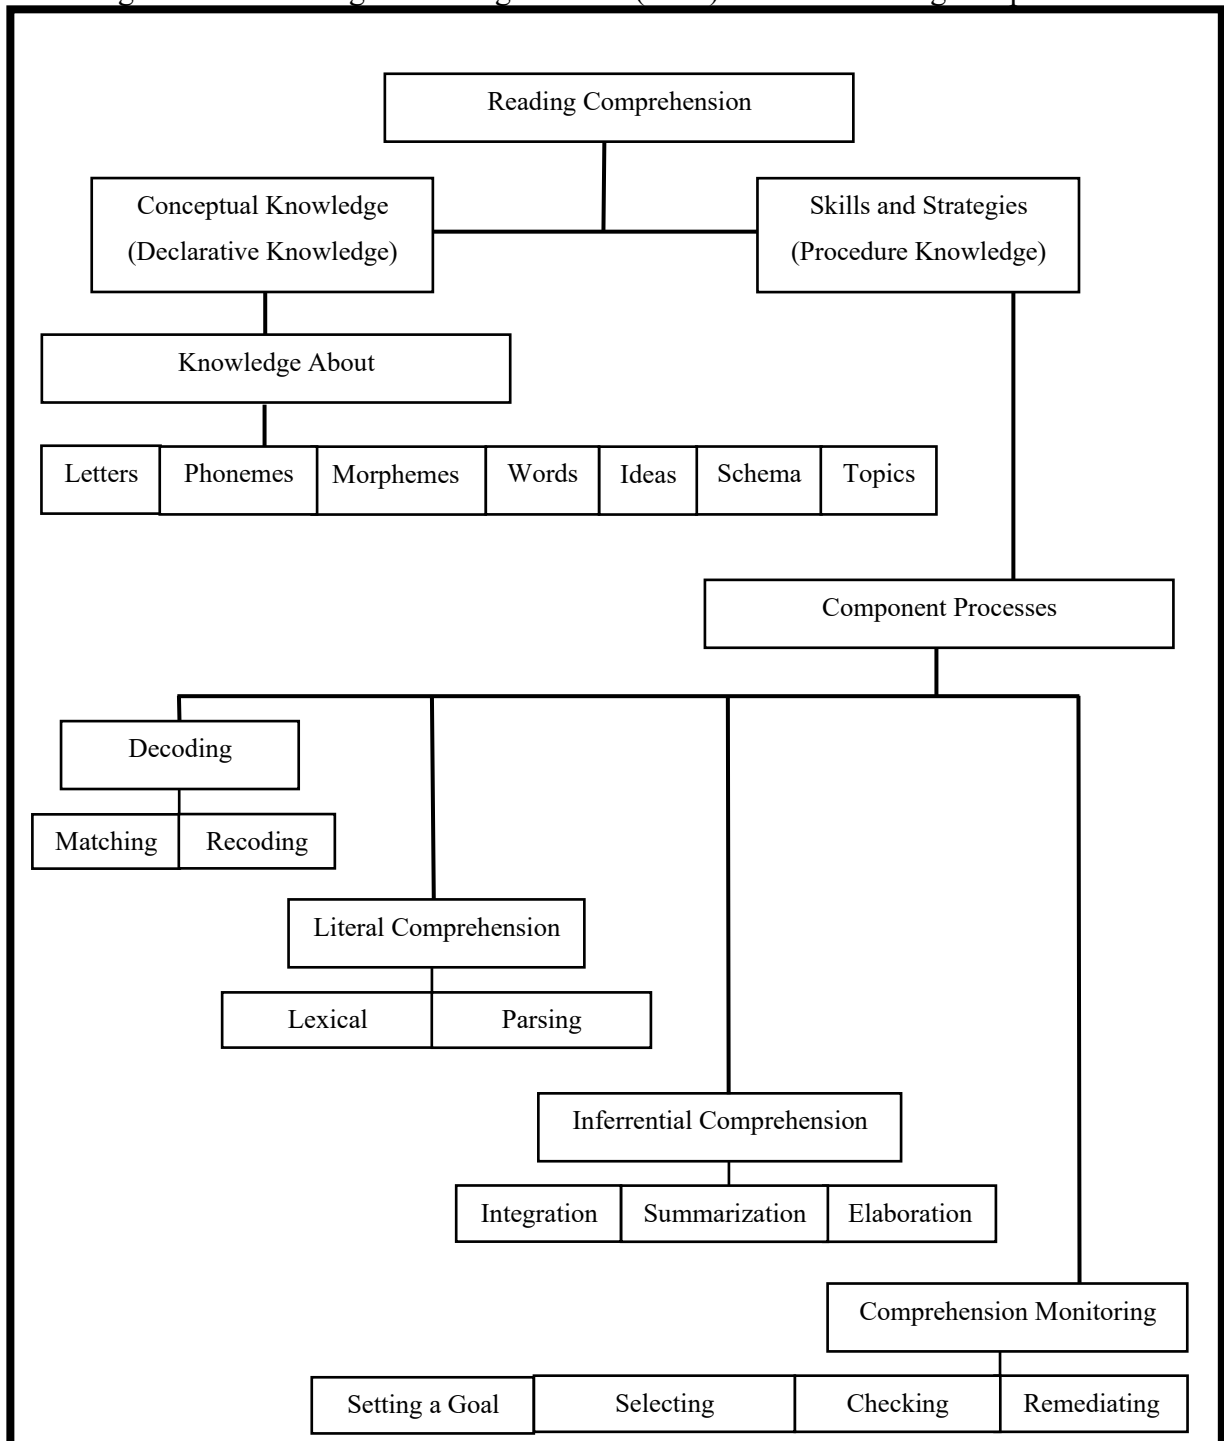 Reading Comprehension
Conceptual Knowledge
(Declarative Knowledge)
Skills and Strategies
(Procedure Knowledge)
Knowledge About
Letters Phonemes Morphemes Words Ideas Schema Topics
Component Processes
Decoding
Matching Recoding
Literal Comprehension
Lexical Parsing
Inferrential Comprehension
Integration Summarization Elaboration
Comprehension Monitoring
Setting a Goal Selecting Checking Remediating